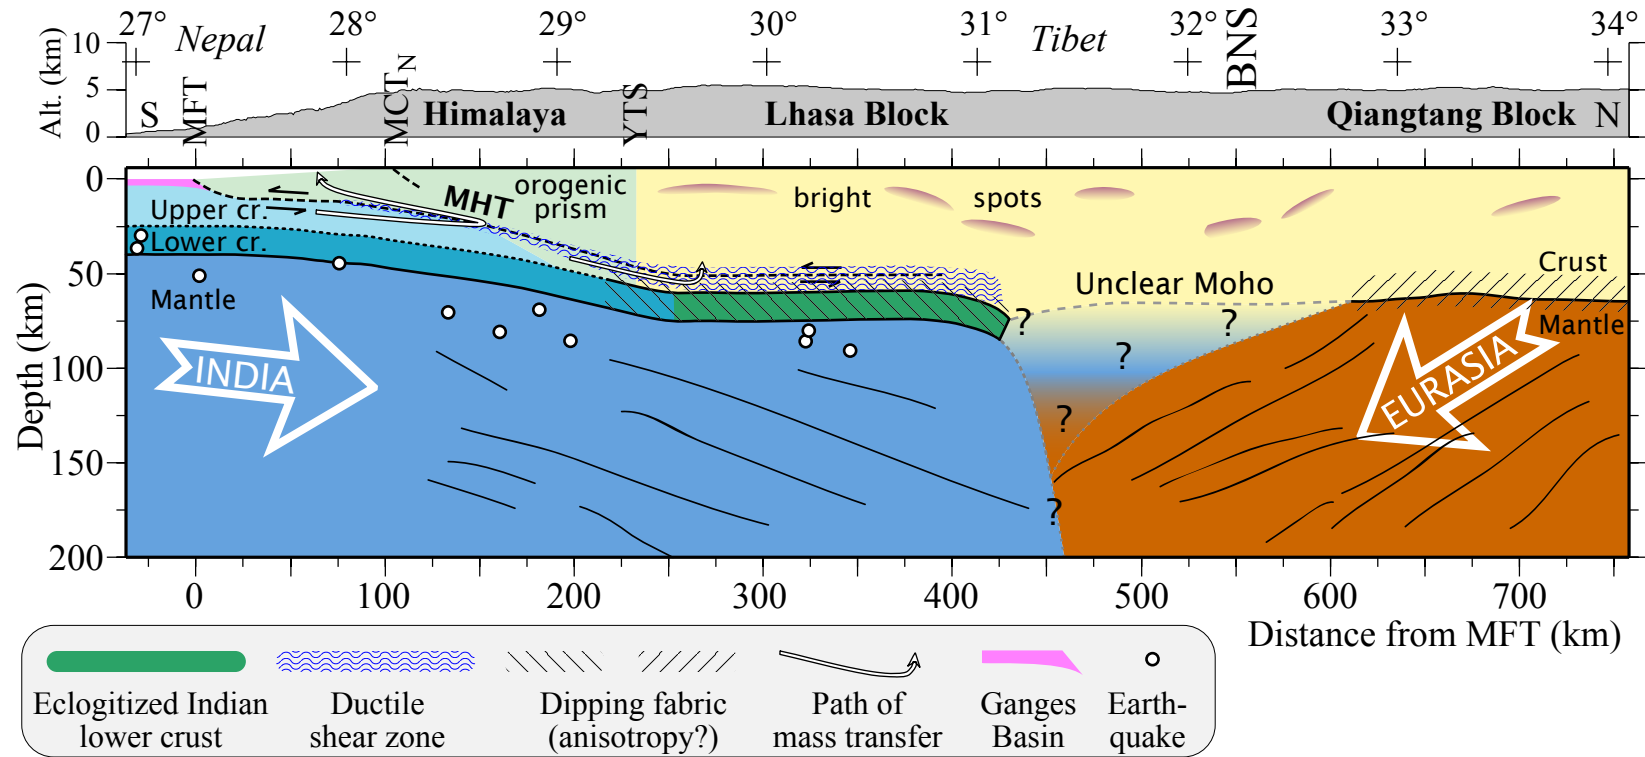 27° 28° 29° 30° 31° 32° 33° 34°
Nepal Tibet
Alt. (km)
10
5
0
S MFT MCTN Himalaya YTS Lhasa Block BNS Qiangtang Block N
Depth (km)
0
50
100
150
200
MHT
orogenic
prism
bright spots
Upper cr.
Lower cr.
Mantle
INDIA
Unclear Moho
?
?
?
?
?
Crust
Mantle
EURASIA
0 100 200 300 400 500 600 700
Distance from MFT (km)
Eclogitized Indian
lower crust
Ductile
shear zone
Dipping fabric
(anisotropy?)
Path of
mass transfer
Ganges
Basin
Earth-
quake